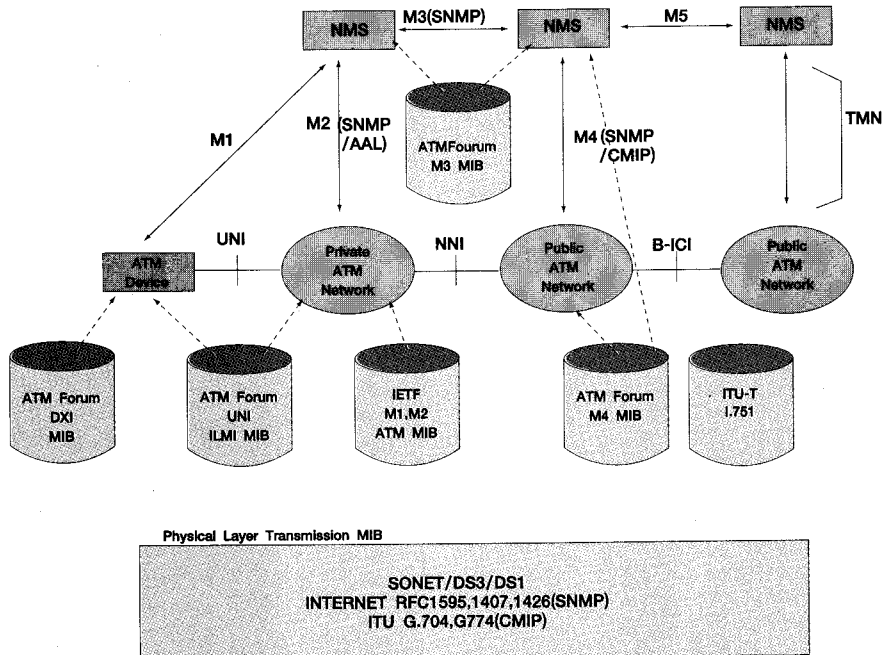 NMS
M3(SNMP)
NMS
M5
NMS
M1
M2 (SNMP
/AAL)
ATMFourum
M3 MIB
M4(SNMP
/CMIP)
TMN
UNI
NNI
B-ICI
ATM
Device
Private
ATM
Network
Public
ATM
Network
Public
ATM
Network
ATM Forum
DXI
MIB
ATM Forum
UNI
ILMI MIB
IETF
M1,M2
ATM MIB
ATM Forum
M4 MIB
ITU-T
I.751
Physical Layer Transmission MIB
SONET/DS3/DS1
INTERNET RFC1595,1407,1426(SNMP)
ITU G.704,G774(CMIP)